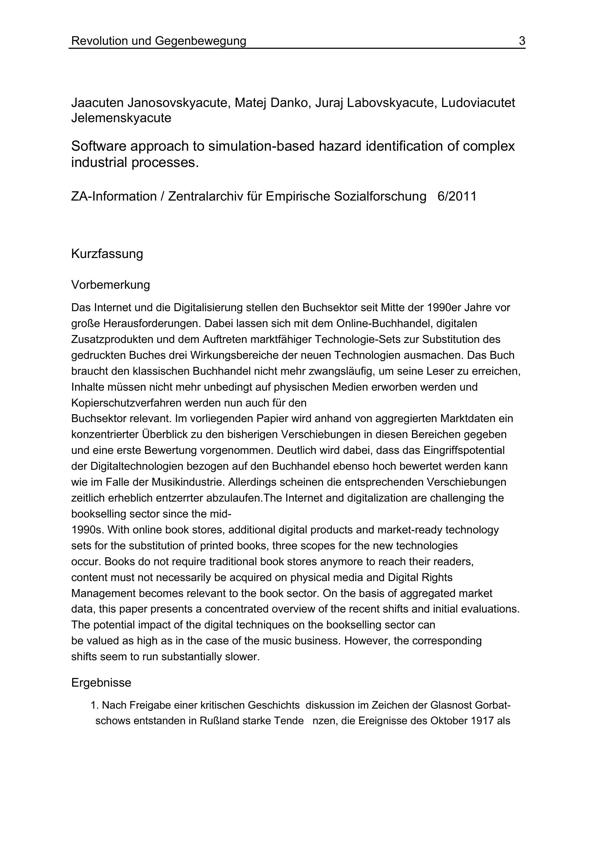 Revolution und Gegenbewegung 3
Jaacuten Janosovskyacute, Matej Danko, Juraj Labovskyacute, Ludoviacutet
Jelemenskyacute
Software approach to simulation-based hazard identification of complex
industrial processes.
ZA-Information / Zentralarchiv für Empirische Sozialforschung 6/2011
Kurzfassung
Vorbemerkung
Das Internet und die Digitalisierung stellen den Buchsektor seit Mitte der 1990er Jahre vor
große Herausforderungen. Dabei lassen sich mit dem Online-Buchhandel, digitalen
Zusatzprodukten und dem Auftreten marktfähiger Technologie-Sets zur Substitution des
gedruckten Buches drei Wirkungsbereiche der neuen Technologien ausmachen. Das Buch
braucht den klassischen Buchhandel nicht mehr zwangsläufig, um seine Leser zu erreichen,
Inhalte müssen nicht mehr unbedingt auf physischen Medien erworben werden und
Kopierschutzverfahren werden nun auch für den
Buchsektor relevant. Im vorliegenden Papier wird anhand von aggregierten Marktdaten ein
konzentrierter Überblick zu den bisherigen Verschiebungen in diesen Bereichen gegeben
und eine erste Bewertung vorgenommen. Deutlich wird dabei, dass das Eingriffspotential
der Digitaltechnologien bezogen auf den Buchhandel ebenso hoch bewertet werden kann
wie im Falle der Musikindustrie. Allerdings scheinen die entsprechenden Verschiebungen
zeitlich erheblich entzerrter abzulaufen.The Internet and digitalization are challenging the
bookselling sector since the mid-
1990s. With online book stores, additional digital products and market-ready technology
sets for the substitution of printed books, three scopes for the new technologies
occur. Books do not require traditional book stores anymore to reach their readers,
content must not necessarily be acquired on physical media and Digital Rights
Management becomes relevant to the book sector. On the basis of aggregated market
data, this paper presents a concentrated overview of the recent shifts and initial evaluations.
The potential impact of the digital techniques on the bookselling sector can
be valued as high as in the case of the music business. However, the corresponding
shifts seem to run substantially slower.
Ergebnisse
1. Nach Freigabe einer kritischen Geschichts diskussion im Zeichen der Glasnost Gorbat-
schows entstanden in Rußland starke Tende nzen, die Ereignisse des Oktober 1917 als